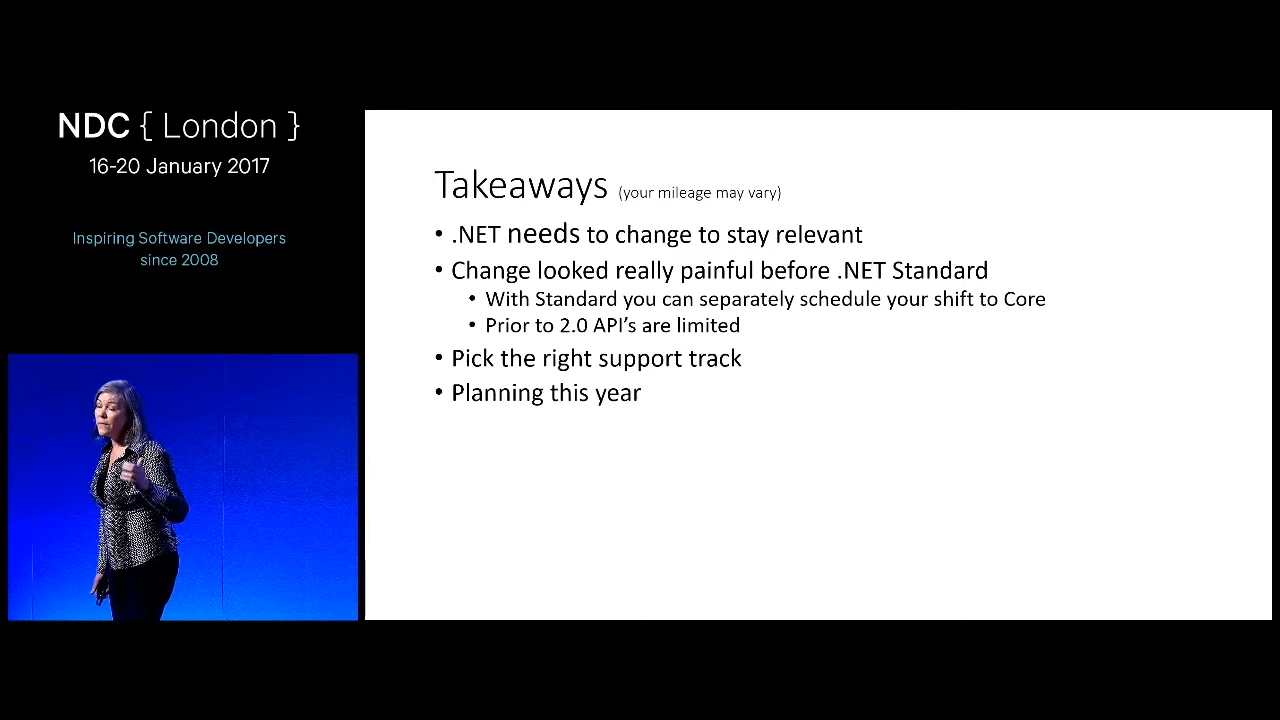 NDC { London }
16-20 January 2017
Inspiring Software Developers
since 2008
Takeaways (your mileage may vary)
• .NET needs to change to stay relevant
• Change looked really painful before .NET Standard
• With Standard you can separately schedule your shift to Core
• Prior to 2.0 API’s are limited
• Pick the right support track
• Planning this year